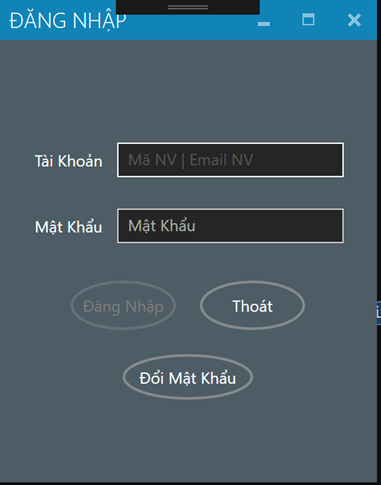 ĐĂNG NHẬP
Tài Khoản
Mã NV | Email NV
Mật Khẩu
Mật Khẩu
Đăng Nhập
Thoát
Đổi Mật Khẩu